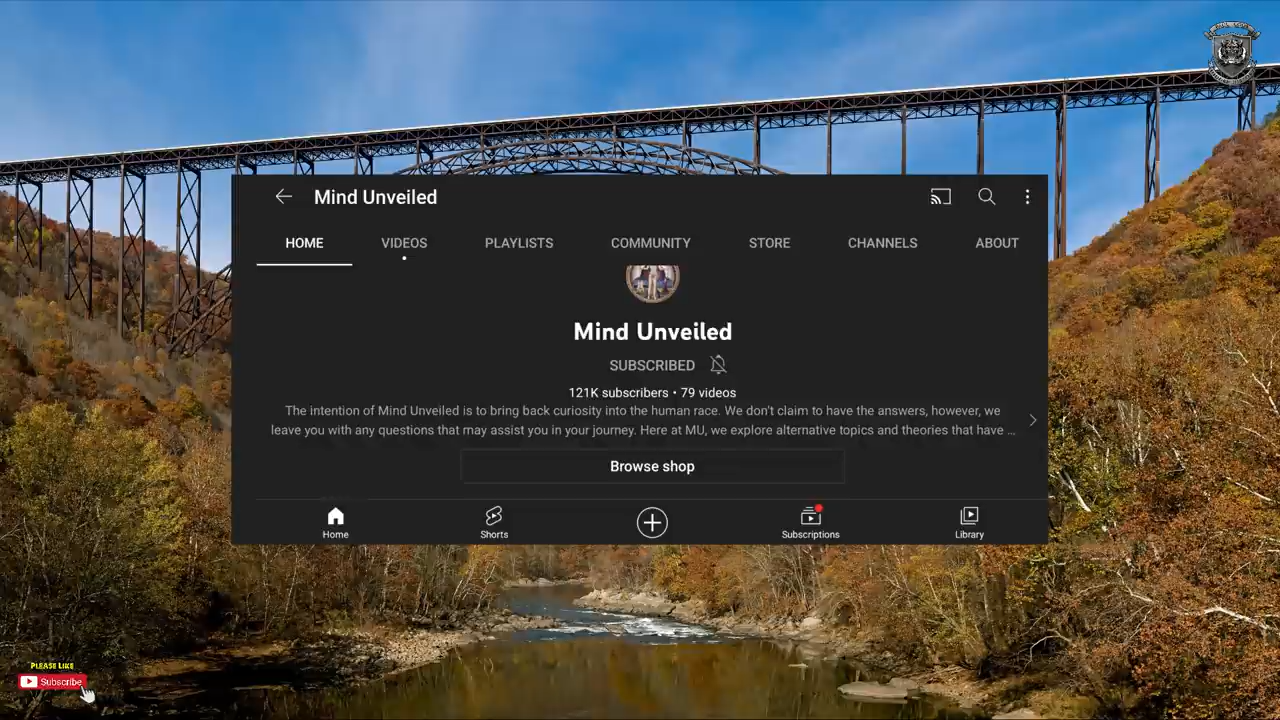 Mind Unveiled
HOME VIDEOS PLAYLISTS COMMUNITY STORE CHANNELS ABOUT
Mind Unveiled
SUBSCRIBED
121K subscribers • 79 videos
The intention of Mind Unveiled is to bring back curiosity into the human race. We don't claim to have the answers, however, we
leave you with any questions that may assist you in your journey. Here at MU, we explore alternative topics and theories that have ...
Browse shop
Home Shorts Subscriptions Library
PLEASE LIKE
Subscribe